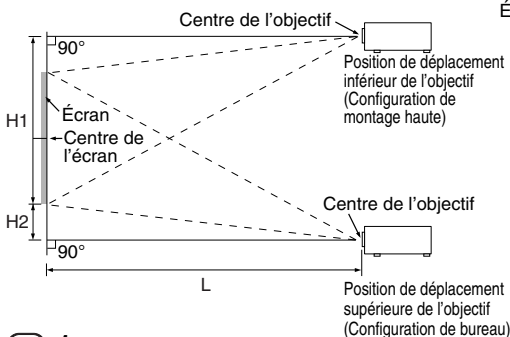 É
Centre de l'objectif
90°
Position de déplacement
inférieur de l'objectif
(Configuration de
montage haute)
H1
Écran
Centre de
l'écran
Centre de l'objectif
H2
90°
L
Position de déplacement
supérieure de l'objectif
(Configuration de bureau)